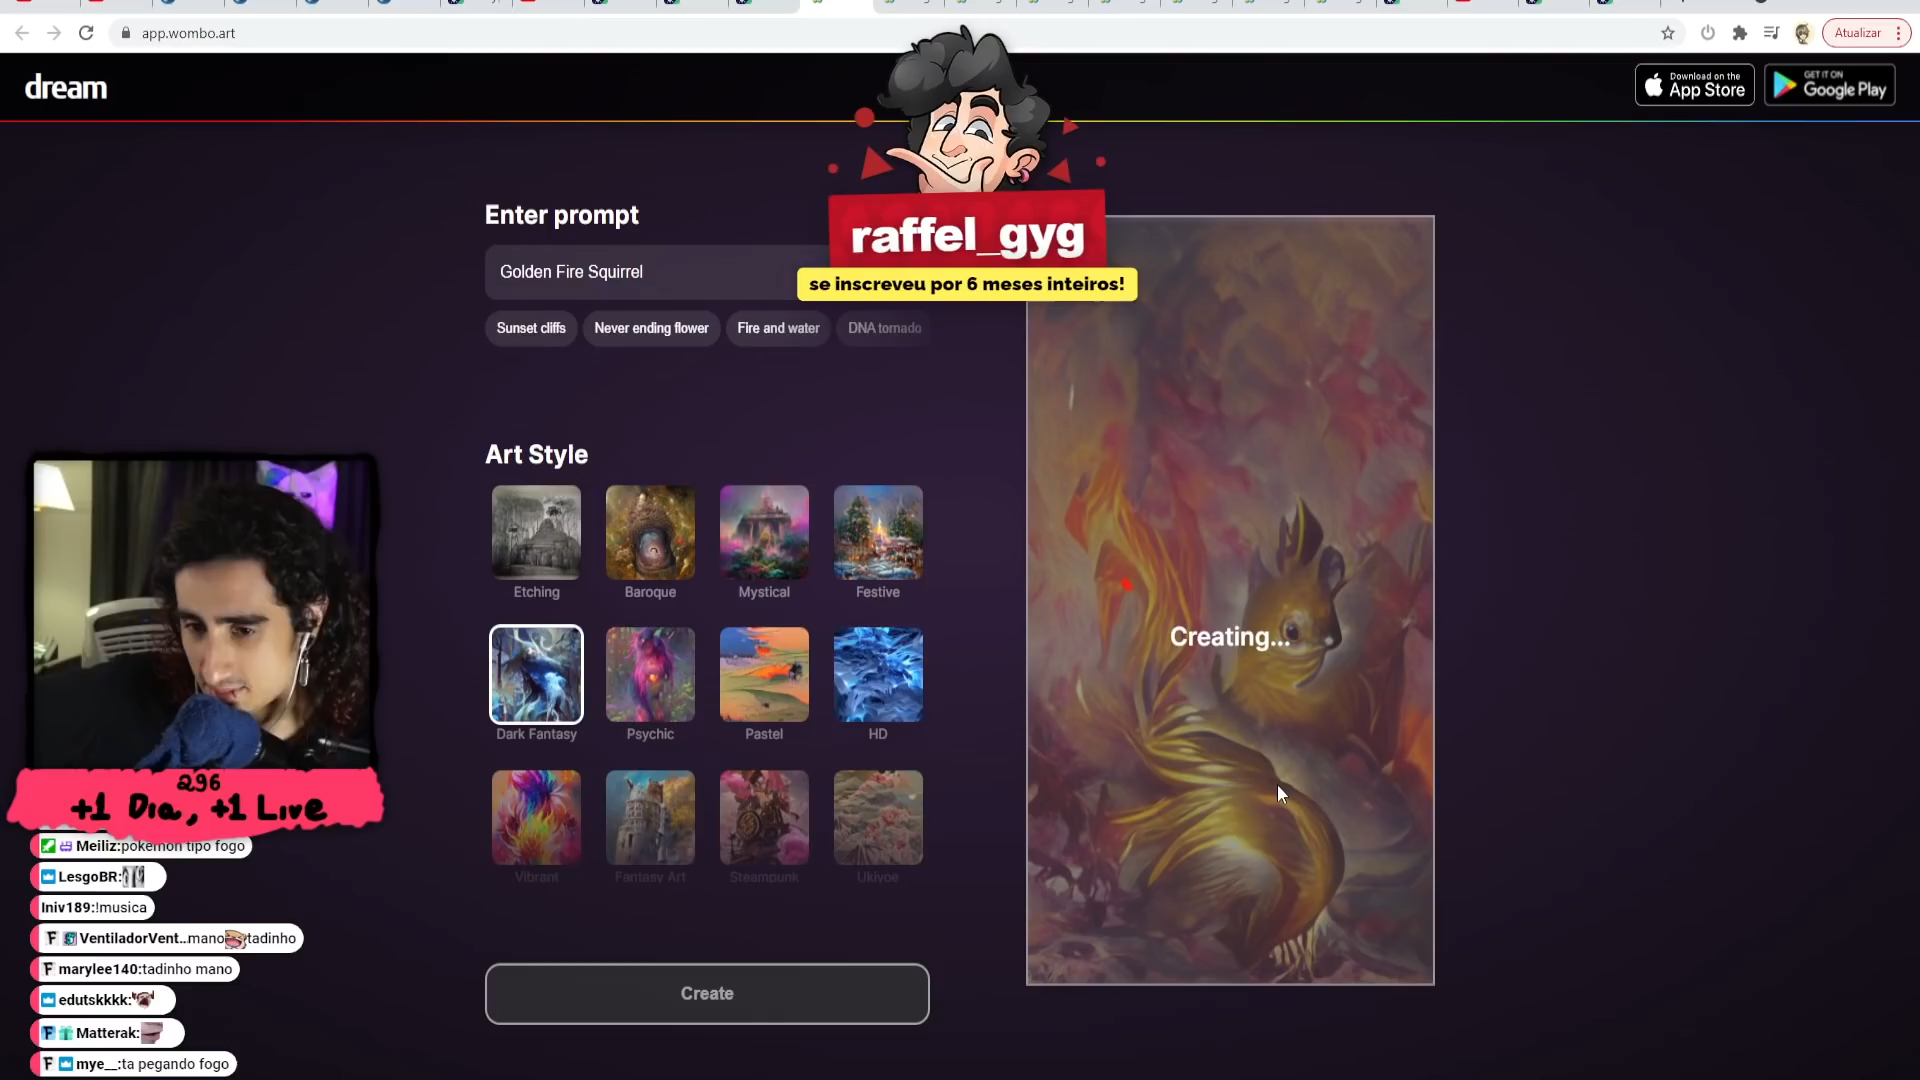 app.wombo.art
Atualizar
dream
Download on the
App Store
GET IT ON
Google Play
raffel_gyg
se inscreveu por 6 meses inteiros!
Enter prompt
Golden Fire Squirrel
Sunset cliffs
Never ending flower
Fire and water
DNA tornado
Art Style
Etching
Baroque
Mystical
Festive
Dark Fantasy
Psychic
Pastel
HD
Vibrant
Fantasy Art
Steampunk
Ukiyoe
Creating...
Create
296
+1 Dia, +1 Live
Meiliz:pokemon tipo fogo
LesgoBR:
Iniv189:!musica
VentiladorVent..mano tadinho
marylee140:tadinho mano
edutskkkk:
Matterak:
mye__:ta pegando fogo